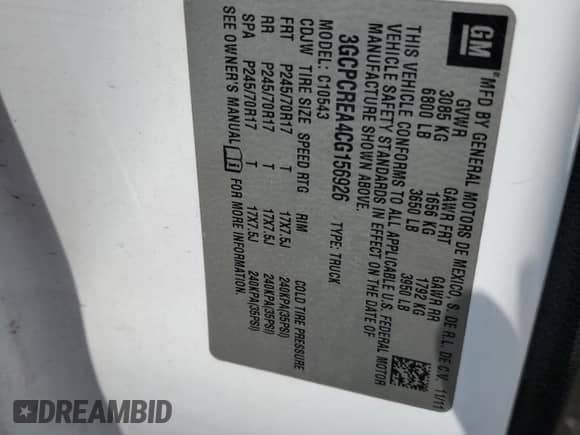 GM
MFD BY GENERAL MOTORS DE MEXICO, S. DE R.L. DE C.V. 11/11
GVWR GAWR FRT GAWR RR
3085 KG 1656 KG 1792 KG
6800 LB 3650 LB 3950 LB
THIS VEHICLE CONFORMS TO ALL APPLICABLE U.S. FEDERAL MOTOR
VEHICLE SAFETY STANDARDS IN EFFECT ON THE DATE OF
MANUFACTURE SHOWN ABOVE.
3GCPCREA4CG156926 TYPE: TRUCK
MODEL: C10543
CDJW TIRE SIZE SPEED RTG RIM COLD TIRE PRESSURE
FRT P245/70R17 T 17X7.5J 240KPA(35PSI)
RR P245/70R17 T 17X7.5J 240KPA(35PSI)
SPA P245/70R17 T 17X7.5J 240KPA(35PSI)
SEE OWNER'S MANUAL FOR MORE INFORMATION.
DREAMBID